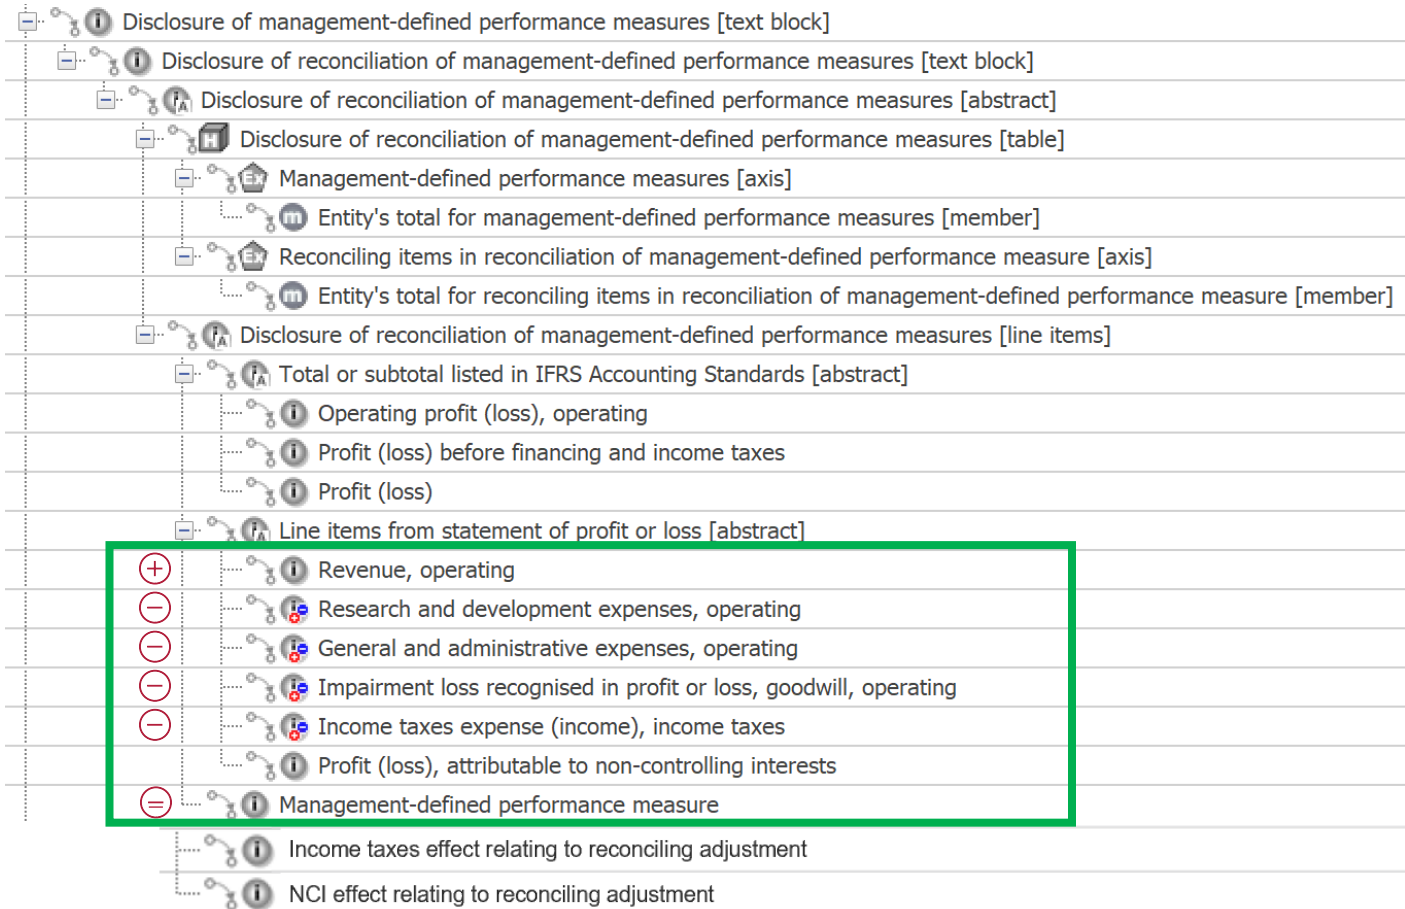 Disclosure of management-defined performance measures [text block]
Disclosure of reconciliation of management-defined performance measures [text block]
Disclosure of reconciliation of management-defined performance measures [abstract]
Disclosure of reconciliation of management-defined performance measures [table]
Management-defined performance measures [axis]
Entity's total for management-defined performance measures [member]
Reconciling items in reconciliation of management-defined performance measure [axis]
Entity's total for reconciling items in reconciliation of management-defined performance measure [member]
Disclosure of reconciliation of management-defined performance measures [line items]
Total or subtotal listed in IFRS Accounting Standards [abstract]
Operating profit (loss), operating
Profit (loss) before financing and income taxes
Profit (loss)
Line items from statement of profit or loss [abstract]
Revenue, operating
Research and development expenses, operating
General and administrative expenses, operating
Impairment loss recognised in profit or loss, goodwill, operating
Income taxes expense (income), income taxes
Profit (loss), attributable to non-controlling interests
Management-defined performance measure
Income taxes effect relating to reconciling adjustment
NCI effect relating to reconciling adjustment